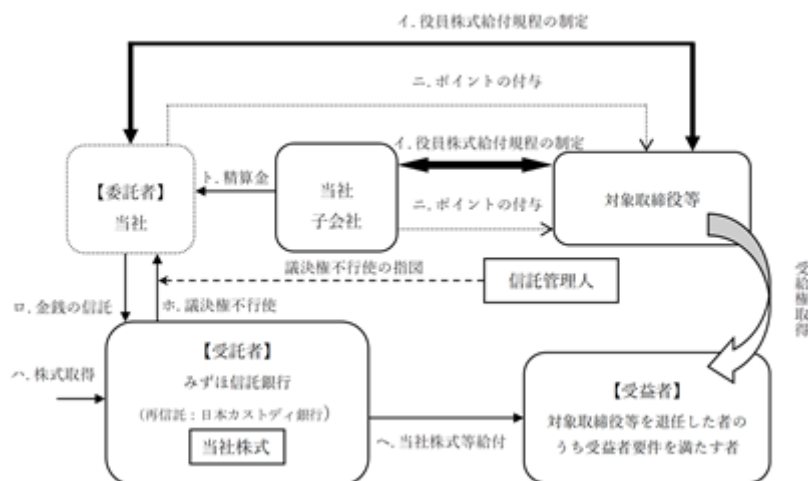 イ. 役員株式給付規程の制定
ニ. ポイントの付与
イ. 役員株式給付規程の制定
【委託者】
当社
ト. 精算金
当社
子会社
対象取締役等
ニ. ポイントの付与
議決権不行使の指図
信託管理人
受給権取得
ロ. 金銭の信託
ホ. 議決権不行使
ハ. 株式取得
【受託者】
みずほ信託銀行
(再信託:日本カストディ銀行)
当社株式
ヘ. 当社株式等給付
【受益者】
対象取締役等を退任した者の
うち受益者要件を満たす者